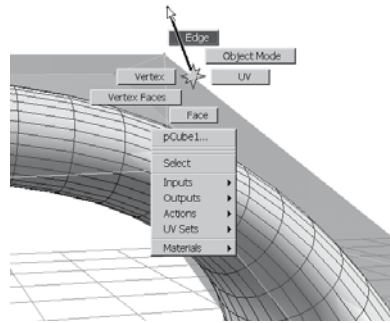 Edge
Object Mode
Vertex
UV
Vertex Faces
Face
pCube1...
Select
Inputs
Outputs
Actions
UV Sets
Materials